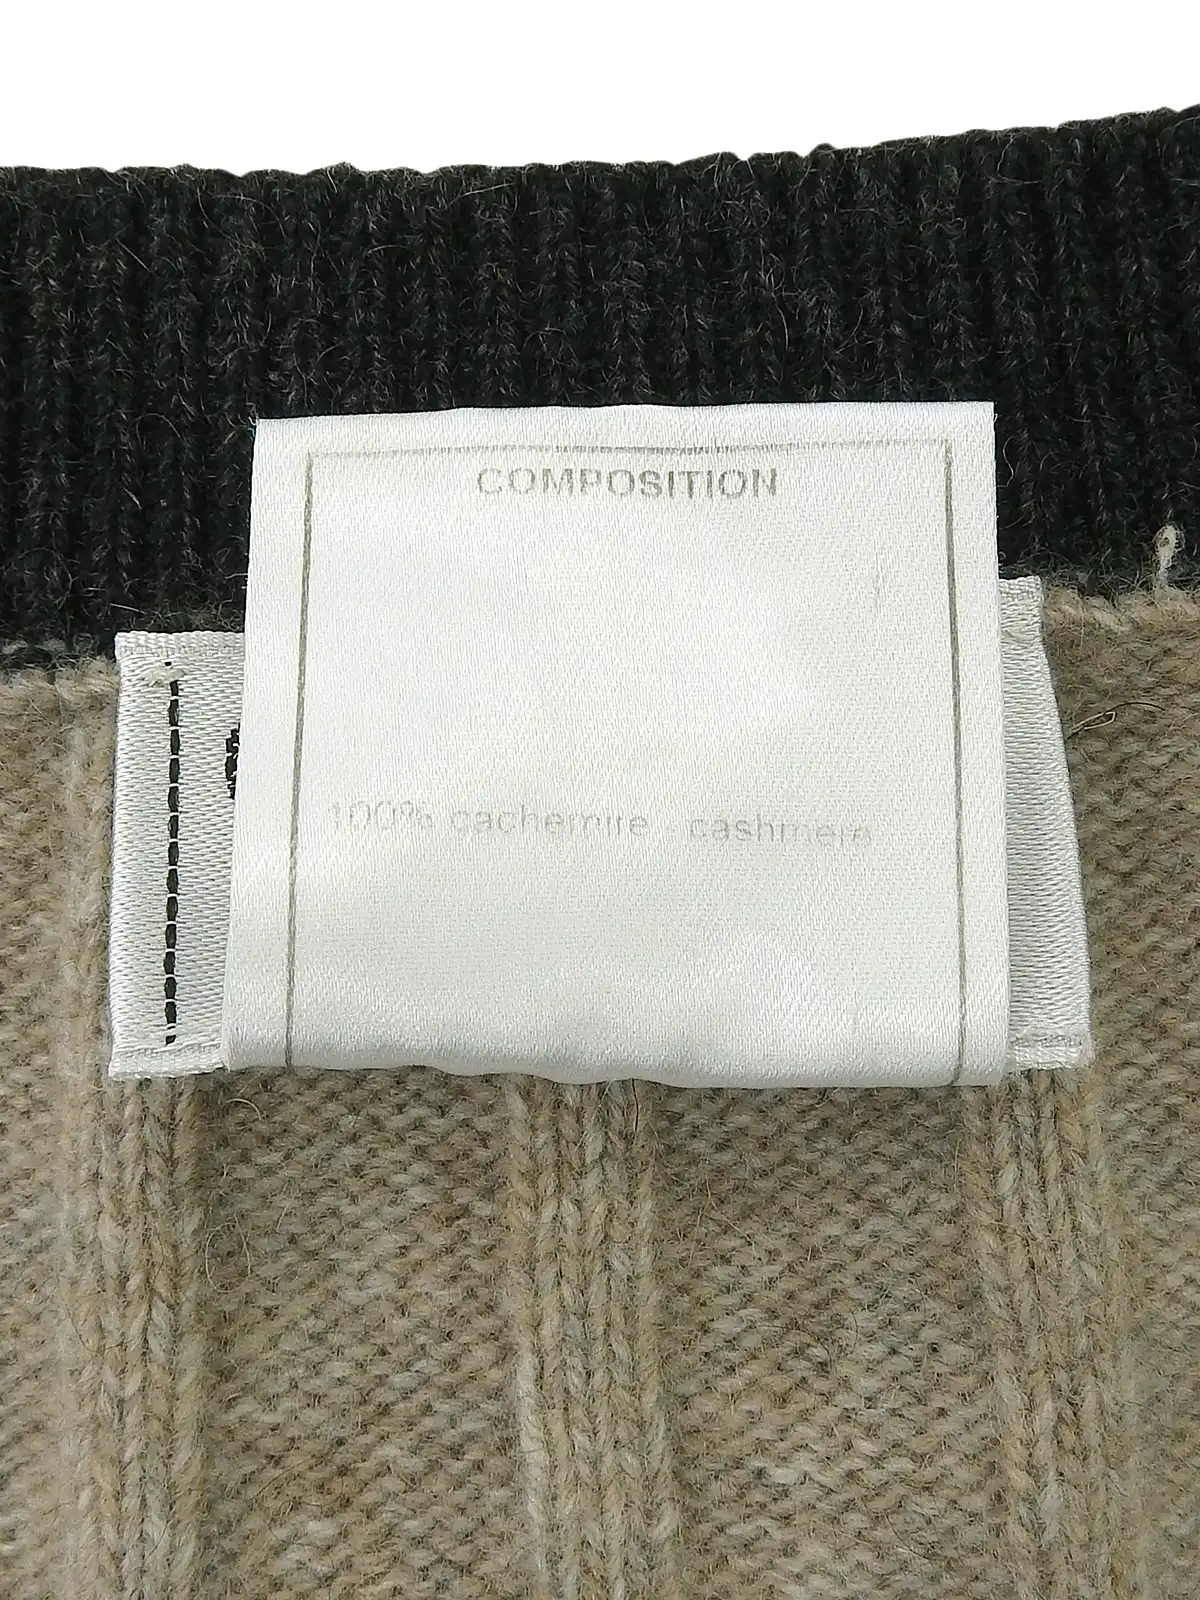 COMPOSITION
100% cachemire - cashmere